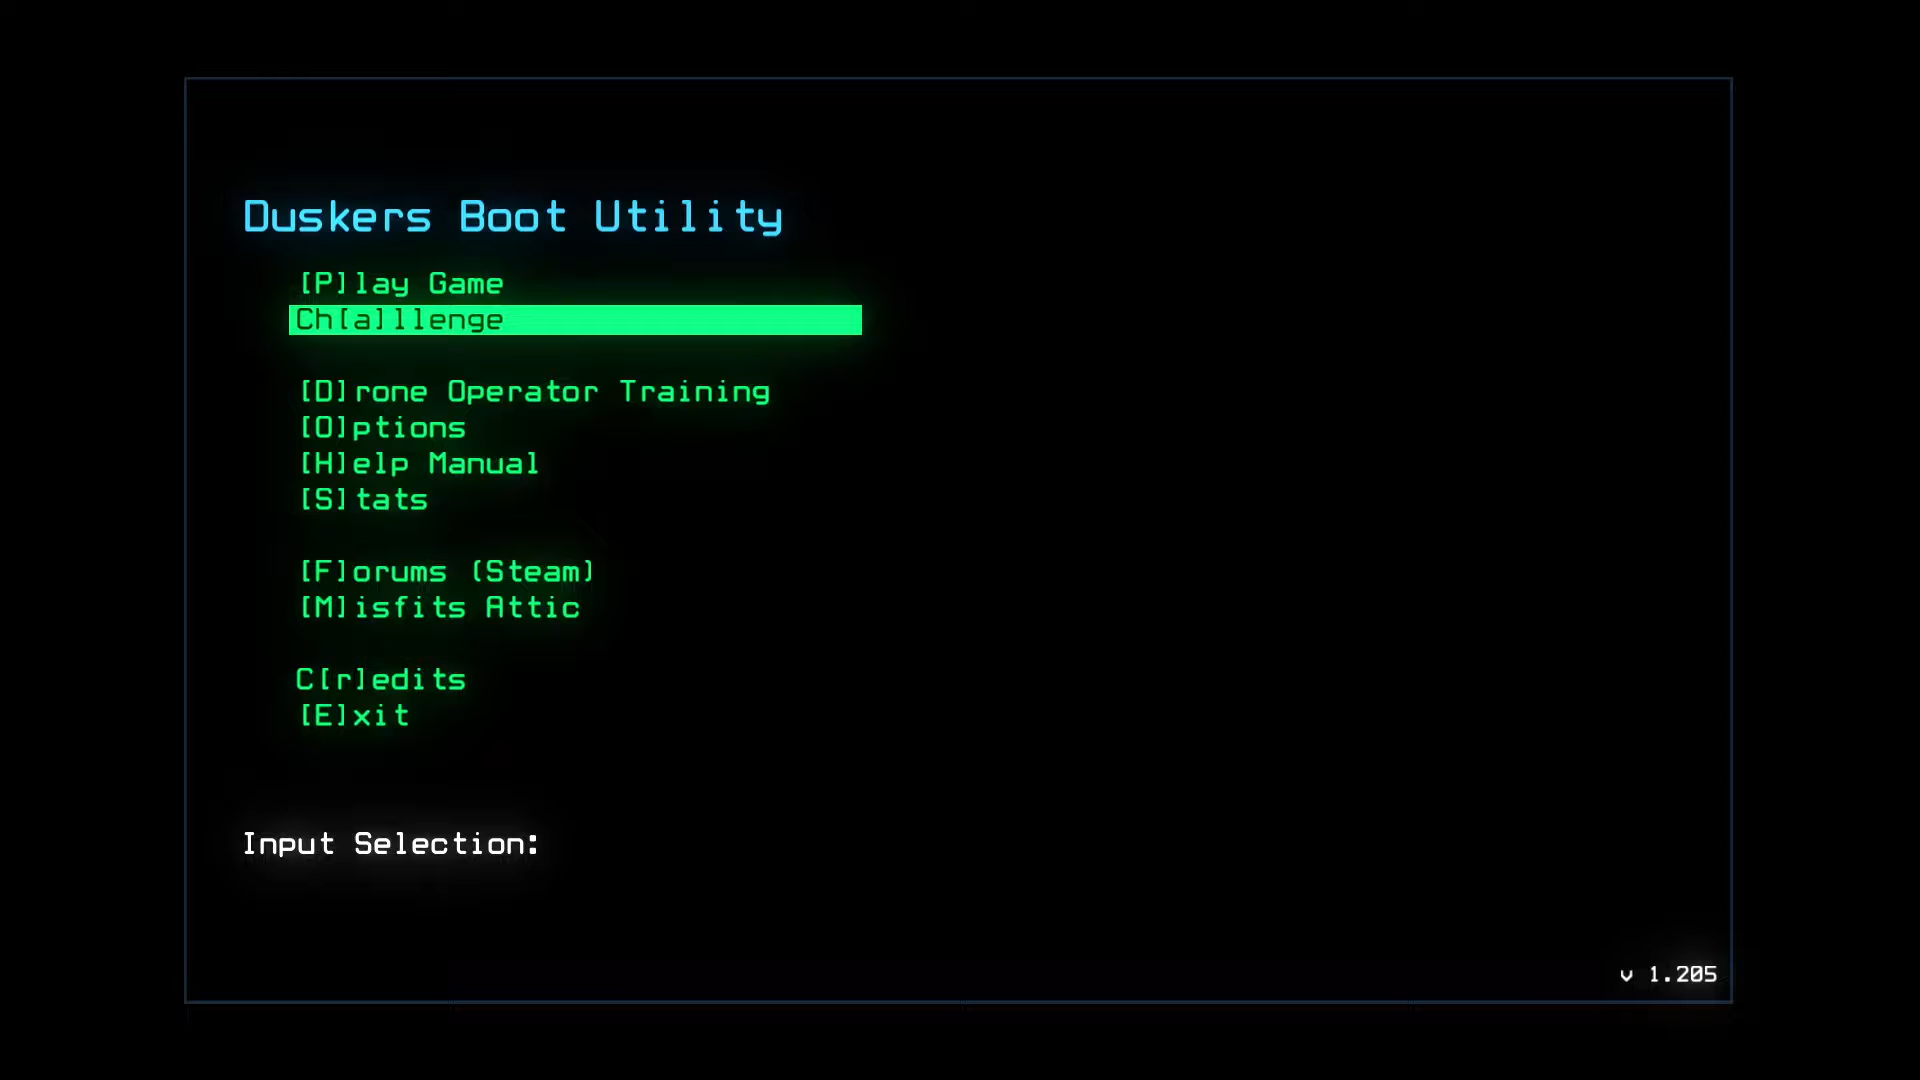 Duskers Boot Utility
[P]lay Game
Ch[a]llenge
[D]rone Operator Training
[O]ptions
[H]elp Manual
[S]tats
[F]orums (Steam)
[M]isfits Attic
C[r]edits
[E]xit
Input Selection:
v 1.205